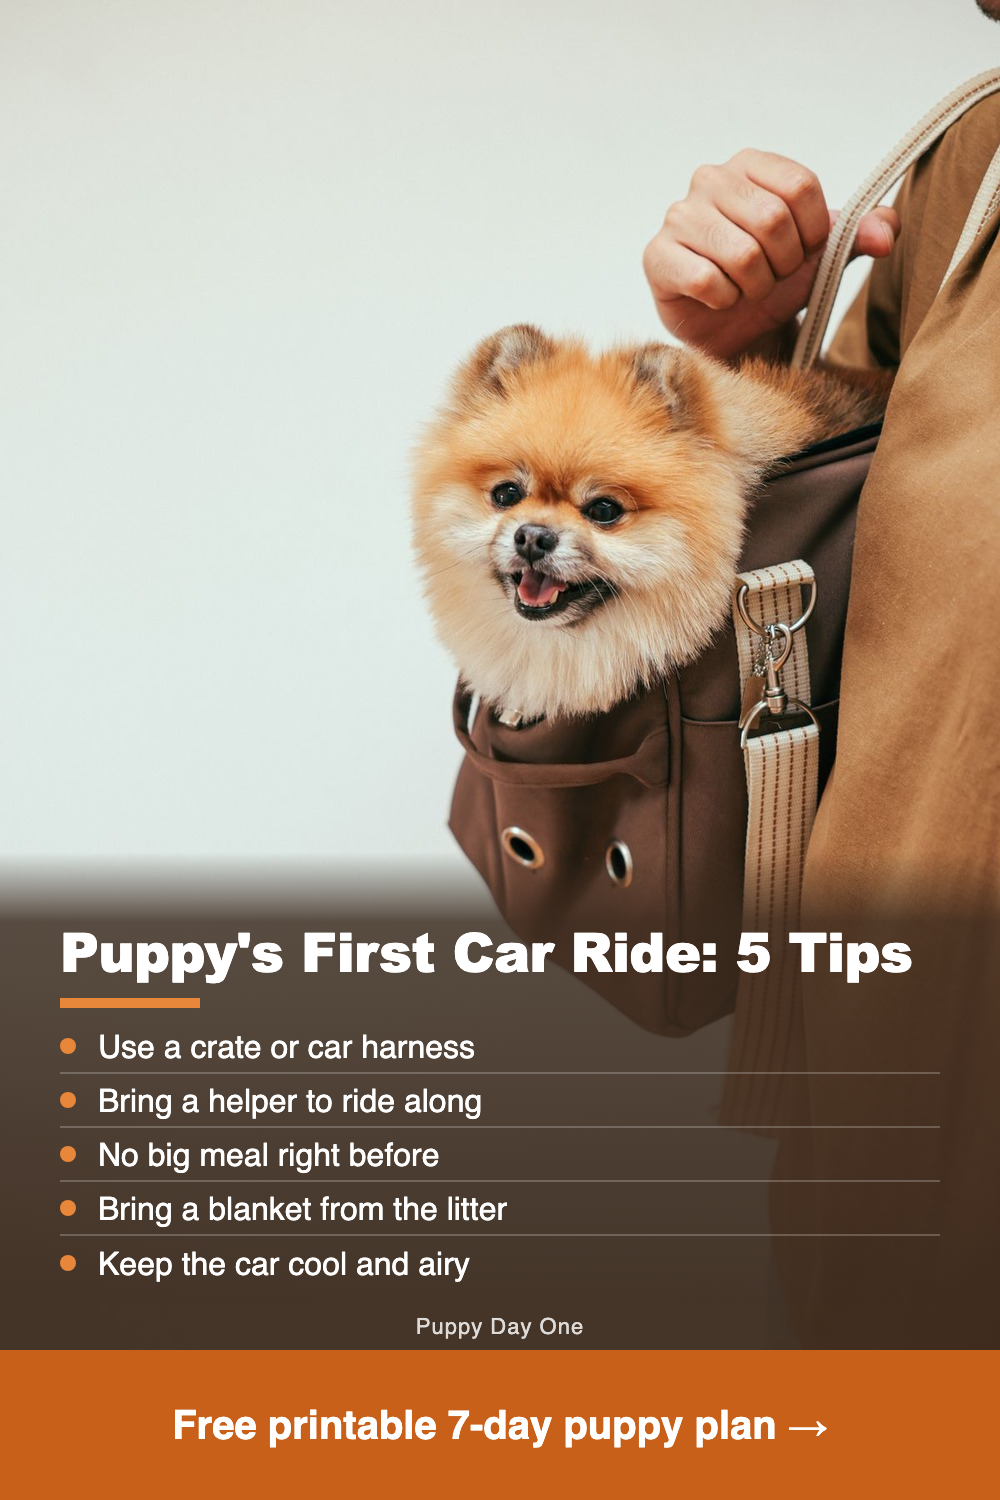 Puppy's First Car Ride: 5 Tips
Use a crate or car harness
Bring a helper to ride along
No big meal right before
Bring a blanket from the litter
Keep the car cool and airy
Puppy Day One
Free printable 7-day puppy plan →